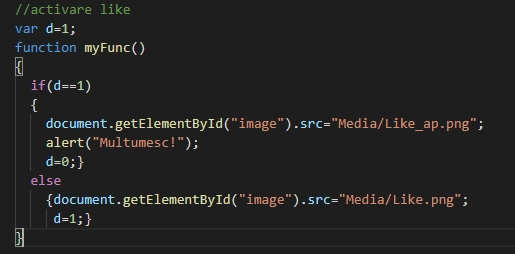 //activare like
var d=1;
function myFunc()
{
if(d==1)
{
document.getElementById("image").src="Media/Like_ap.png";
alert("Multumesc!");
d=0;}
else
{document.getElementById("image").src="Media/Like.png";
d=1;}
}